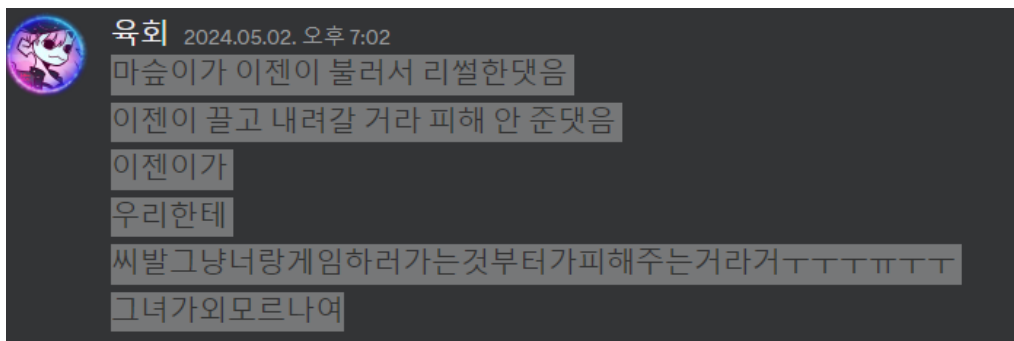 육회 2024.05.02. 오후 7:02
마슾이가 이젠이 불러서 리썰한댓음
이젠이 끌고 내려갈 거라 피해 안 준댓음
이젠이가
우리한테
씨발그냥너랑게임하러가는것부터가피해주는거라거ㅜㅜㅜㅠㅜㅜ
그녀가외모르나여